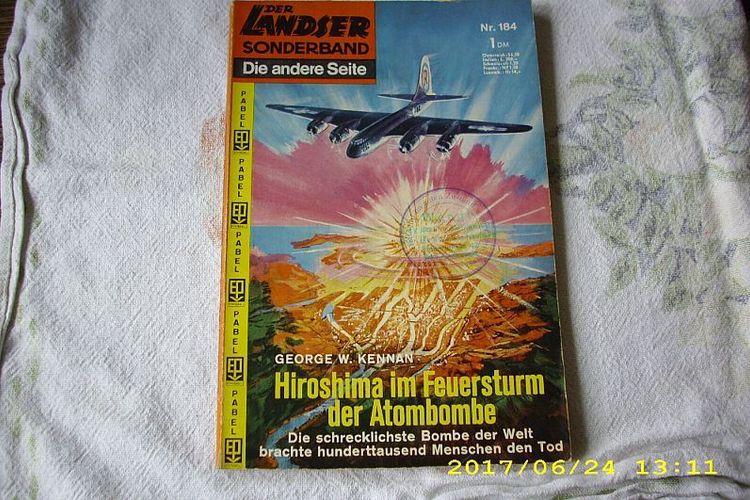 DER
LANDSER
SONDERBAND
Die andere Seite
Nr. 184
1 DM
PABEL
PABEL
PABEL
PABEL
PABEL
GEORGE W. KENNAN
Hiroshima im Feuersturm
der Atombombe
Die schrecklichste Bombe der Welt
brachte hunderttausend Menschen den Tod
2017/06/24 13:11